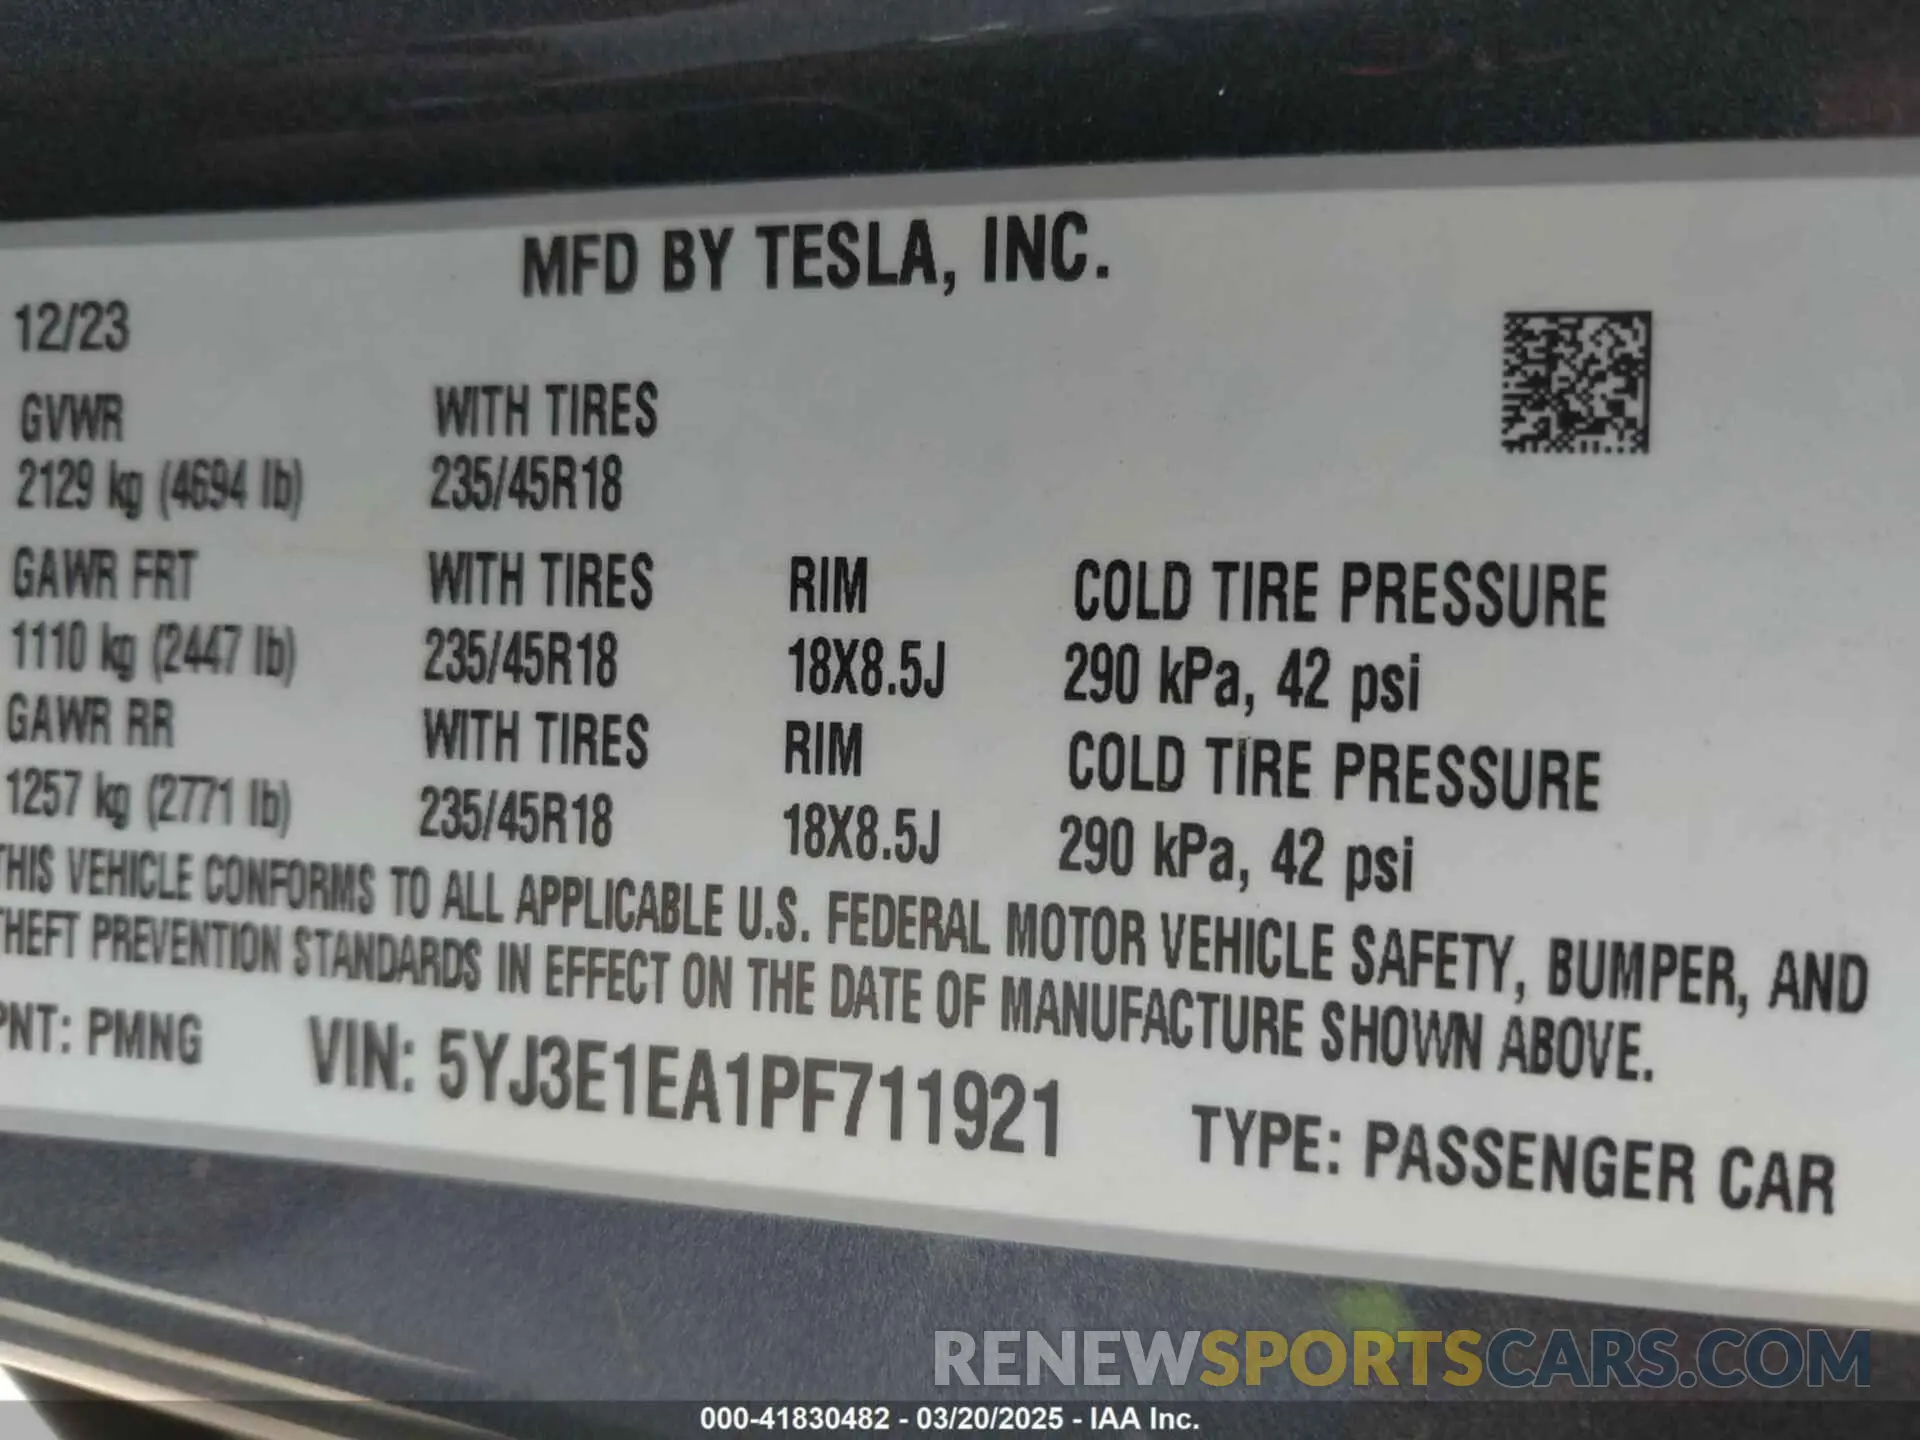 MFD BY TESLA, INC.
12/23
GVWR WITH TIRES
2129 kg (4694 lb) 235/45R18
GAWR FRT WITH TIRES RIM COLD TIRE PRESSURE
1110 kg (2447 lb) 235/45R18 18X8.5J 290 kPa, 42 psi
GAWR RR WITH TIRES RIM COLD TIRE PRESSURE
1257 kg (2771 lb) 235/45R18 18X8.5J 290 kPa, 42 psi
THIS VEHICLE CONFORMS TO ALL APPLICABLE U.S. FEDERAL MOTOR VEHICLE SAFETY, BUMPER, AND
THEFT PREVENTION STANDARDS IN EFFECT ON THE DATE OF MANUFACTURE SHOWN ABOVE.
PNT: PMNG VIN: 5YJ3E1EA1PF711921 TYPE: PASSENGER CAR
RENEWSPORTSCARS.COM
000-41830482 - 03/20/2025 - IAA Inc.